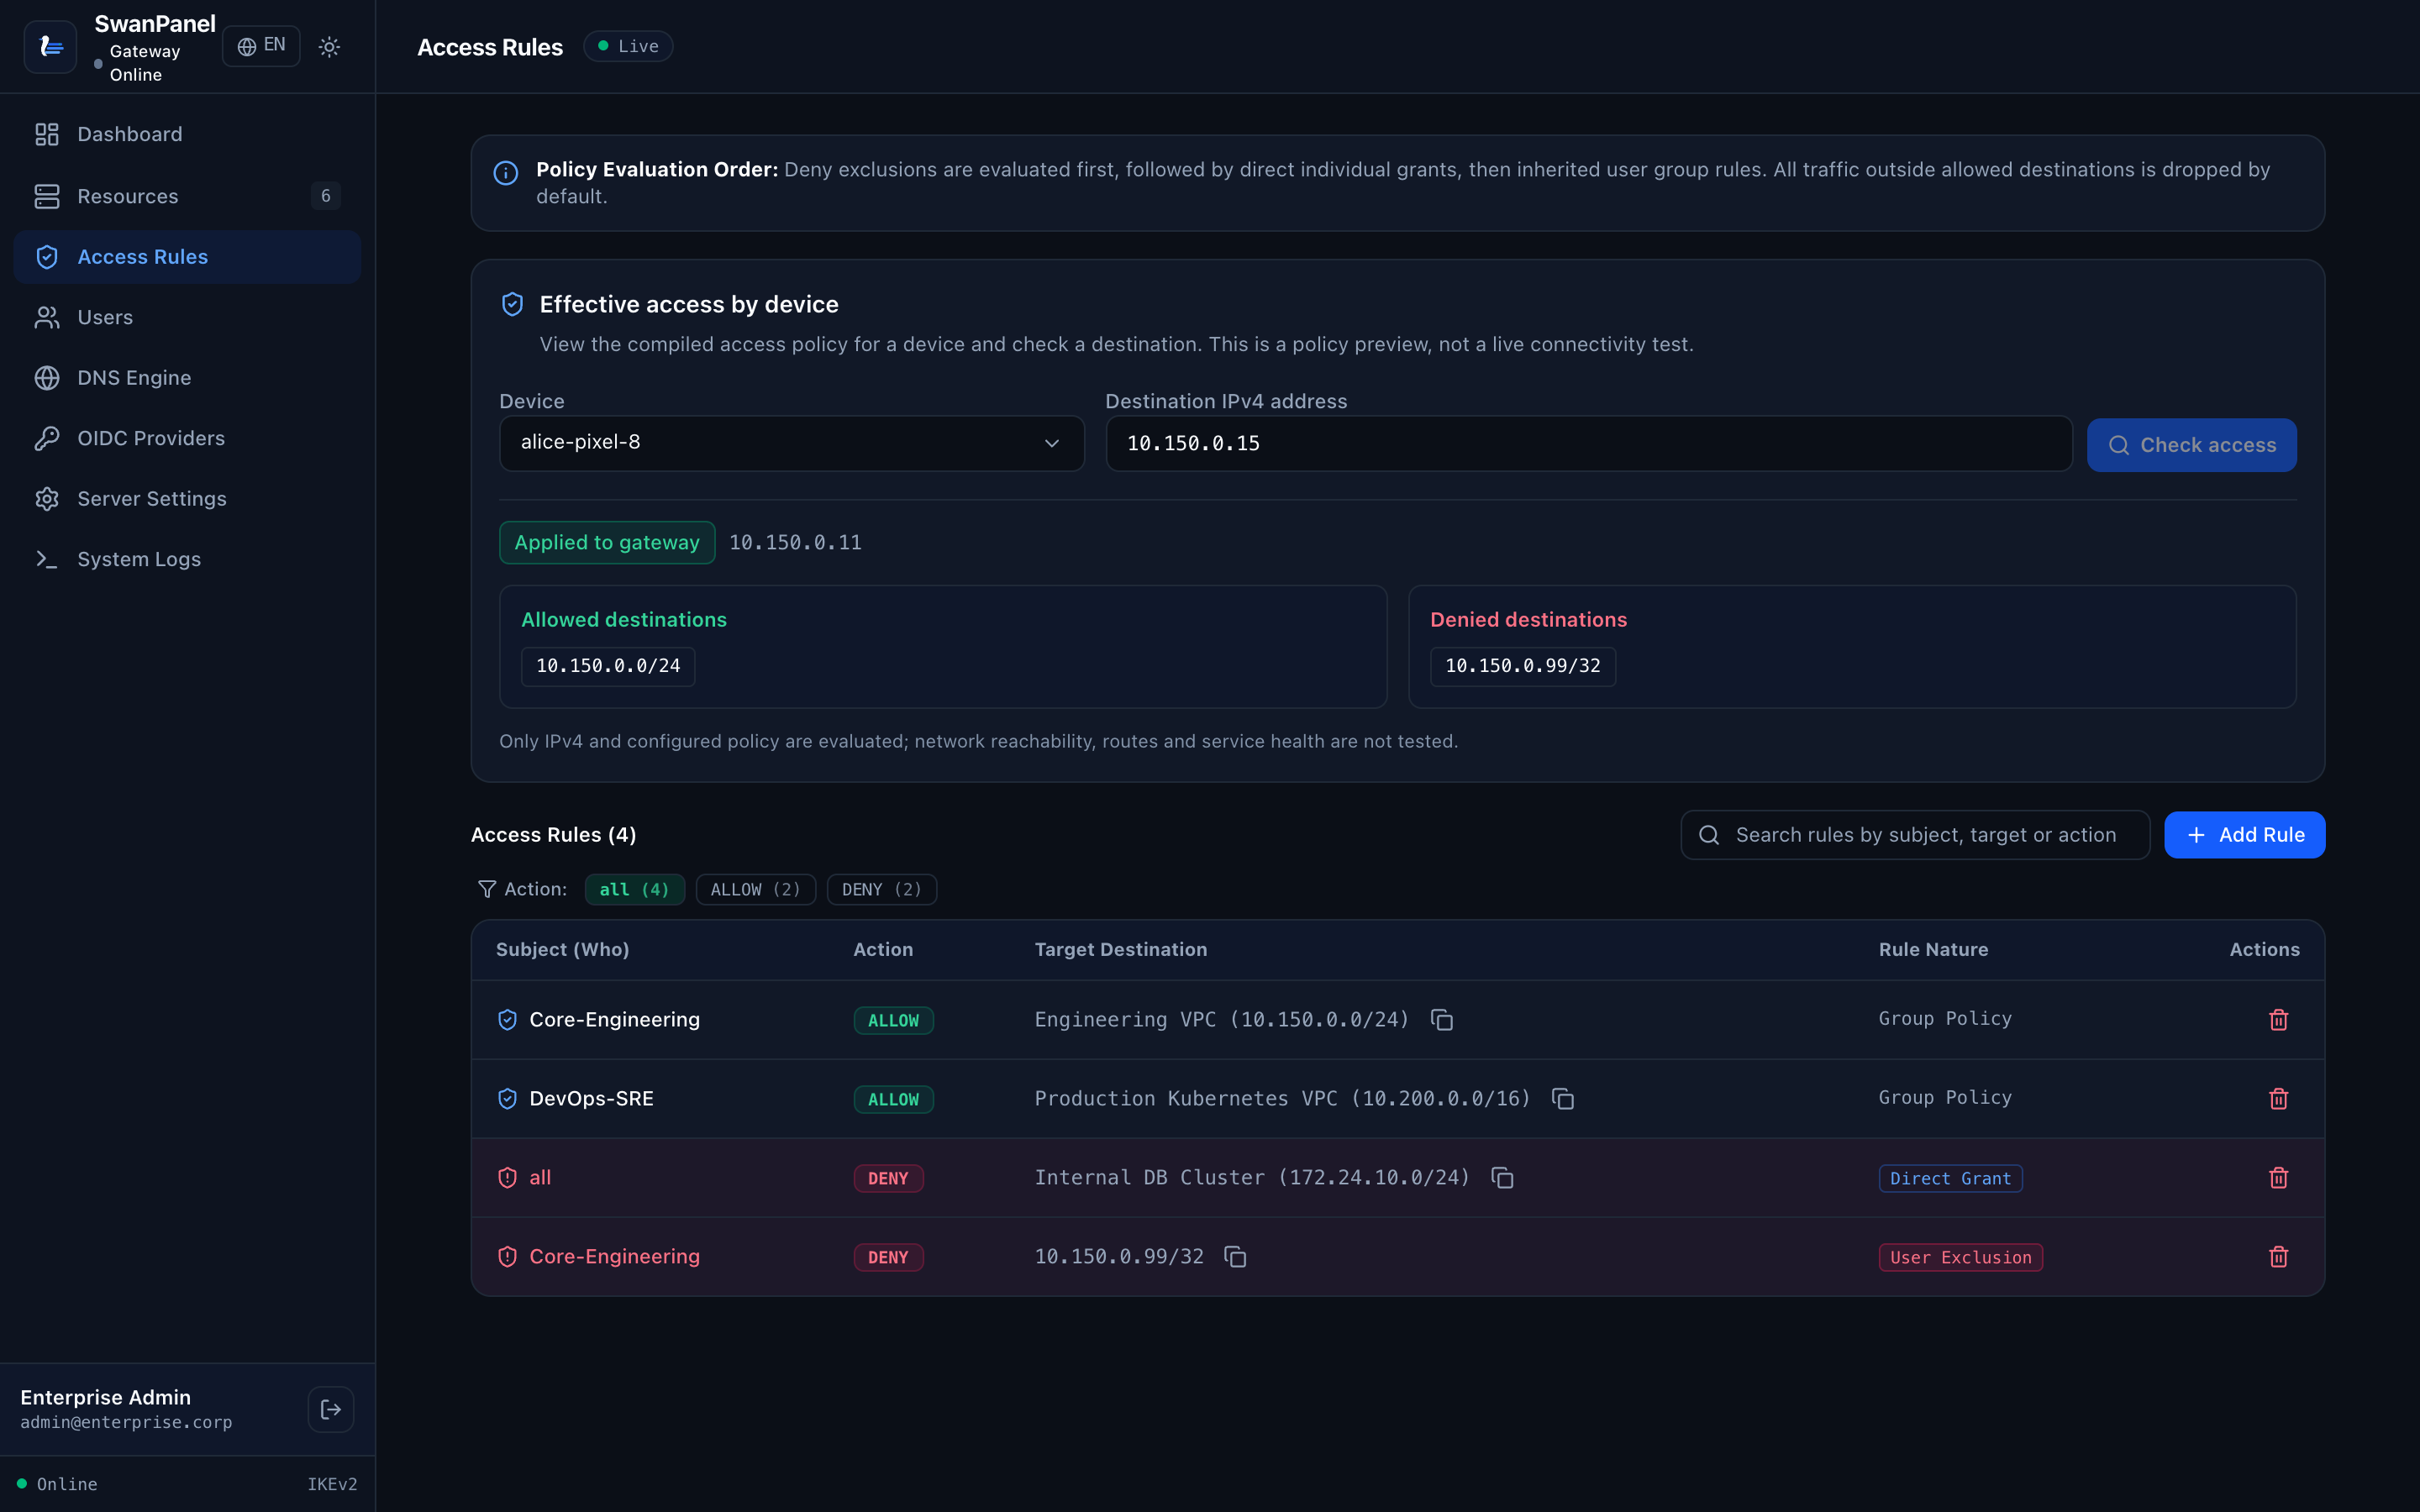 SwanPanel
Gateway
Online
EN
Access Rules
Live
Dashboard
Resources 6
Access Rules
Users
DNS Engine
OIDC Providers
Server Settings
System Logs
Enterprise Admin
admin@enterprise.corp
Online IKEv2
Policy Evaluation Order: Deny exclusions are evaluated first, followed by direct individual grants, then inherited user group rules. All traffic outside allowed destinations is dropped by
default.
Effective access by device
View the compiled access policy for a device and check a destination. This is a policy preview, not a live connectivity test.
Device Destination IPv4 address
alice-pixel-8 10.150.0.15 Check access
Applied to gateway 10.150.0.11
Allowed destinations Denied destinations
10.150.0.0/24 10.150.0.99/32
Only IPv4 and configured policy are evaluated; network reachability, routes and service health are not tested.
Access Rules (4) Search rules by subject, target or action Add Rule
Action: all (4) ALLOW (2) DENY (2)
Subject (Who) Action Target Destination Rule Nature Actions
Core-Engineering ALLOW Engineering VPC (10.150.0.0/24) Group Policy
DevOps-SRE ALLOW Production Kubernetes VPC (10.200.0.0/16) Group Policy
all DENY Internal DB Cluster (172.24.10.0/24) Direct Grant
Core-Engineering DENY 10.150.0.99/32 User Exclusion